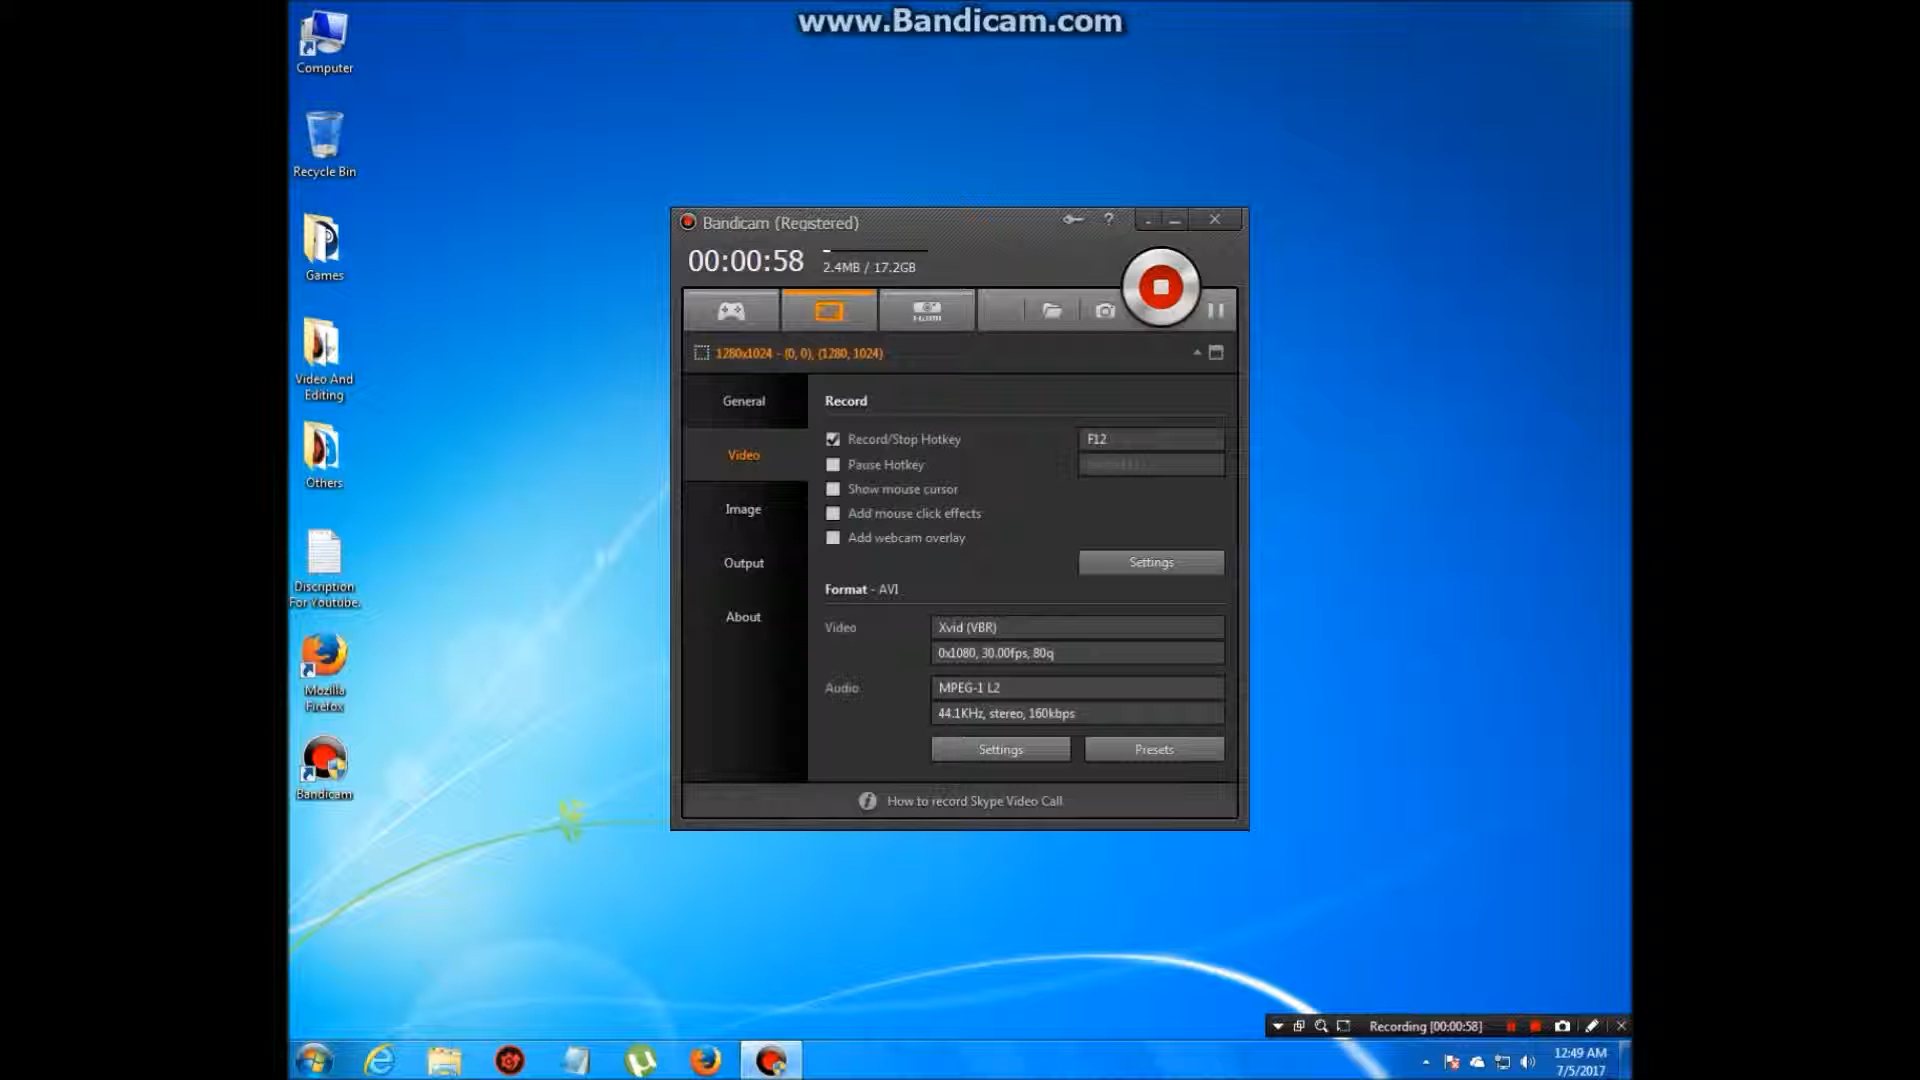 www.Bandicam.com
Computer
Recycle Bin
Games
Video And
Editing
Others
Discription
For Youtube.
Mozilla
Firefox
Bandicam
Bandicam (Registered)
?
00:00:58
2.4MB / 17.2GB
HDMI
1280x1024 - (0, 0), (1280, 1024)
General
Video
Image
Output
About
Record
Record/Stop Hotkey
F12
Pause Hotkey
Show mouse cursor
Add mouse click effects
Add webcam overlay
Settings
Format - AVI
Video
Xvid (VBR)
0x1080, 30.00fps, 80q
Audio
MPEG-1 L2
44.1KHz, stereo, 160kbps
Settings
Presets
How to record Skype Video Call
Recording [00:00:58]
12:49 AM
7/5/2017